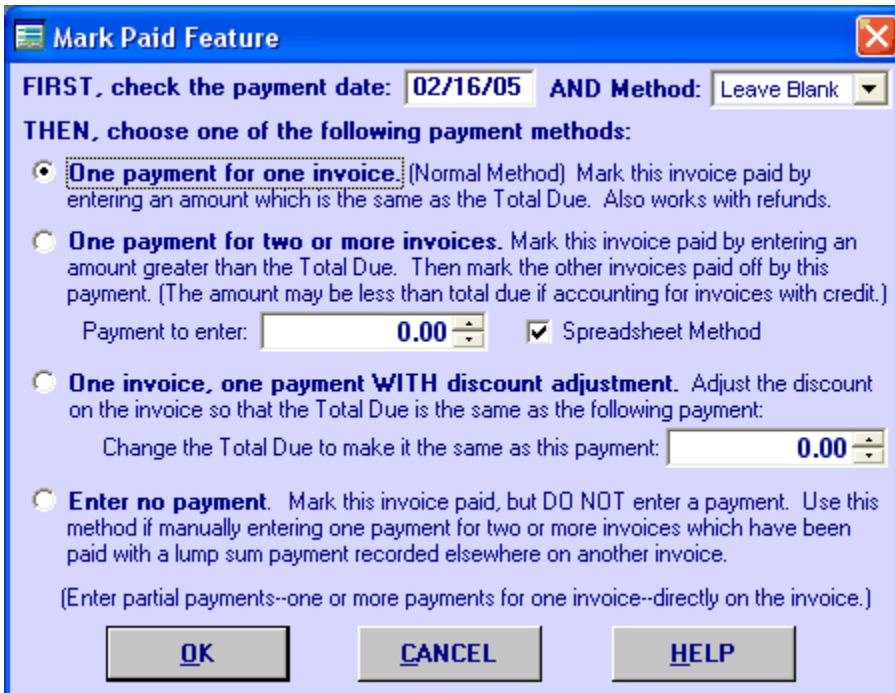 Mark Paid Feature
FIRST, check the payment date: 02/16/05 AND Method: Leave Blank
THEN, choose one of the following payment methods:
One payment for one invoice. (Normal Method) Mark this invoice paid by
entering an amount which is the same as the Total Due. Also works with refunds.
One payment for two or more invoices. Mark this invoice paid by entering an
amount greater than the Total Due. Then mark the other invoices paid off by this
payment. (The amount may be less than total due if accounting for invoices with credit.)
Payment to enter: 0.00 Spreadsheet Method
One invoice, one payment WITH discount adjustment. Adjust the discount
on the invoice so that the Total Due is the same as the following payment:
Change the Total Due to make it the same as this payment: 0.00
Enter no payment. Mark this invoice paid, but DO NOT enter a payment. Use this
method if manually entering one payment for two or more invoices which have been
paid with a lump sum payment recorded elsewhere on another invoice.
(Enter partial payments--one or more payments for one invoice--directly on the invoice.)
OK CANCEL HELP